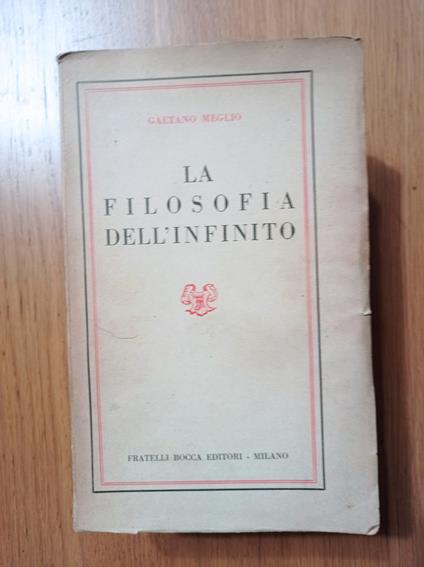 GAETANO MEGLIO
LA
FILOSOFIA
DELL'INFINITO
FRATELLI BOCCA EDITORI - MILANO